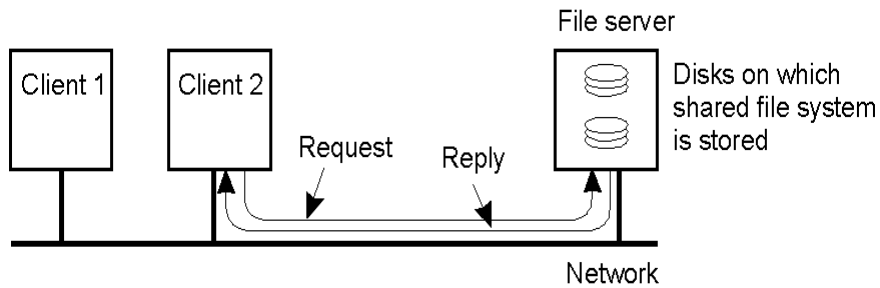 File server
Client 1
Client 2
Disks on which
shared file system
is stored
Request
Reply
Network